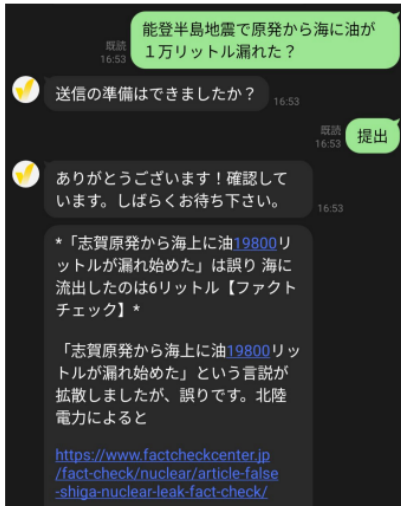 能登半島地震で原発から海に油が
１万リットル漏れた？
既読
16:53
送信の準備はできましたか？
16:53
既読
16:53
提出
ありがとうございます！確認して
います。しばらくお待ち下さい。
16:53
*「志賀原発から海上に油19800リ
ットルが漏れ始めた」は誤り 海に
流出したのは6リットル【ファクト
チェック】*
「志賀原発から海上に油19800リッ
トルが漏れ始めた」という言説が
拡散しましたが、誤りです。北陸
電力によると
https://www.factcheckcenter.jp
/fact-check/nuclear/article-false
-shiga-nuclear-leak-fact-check/